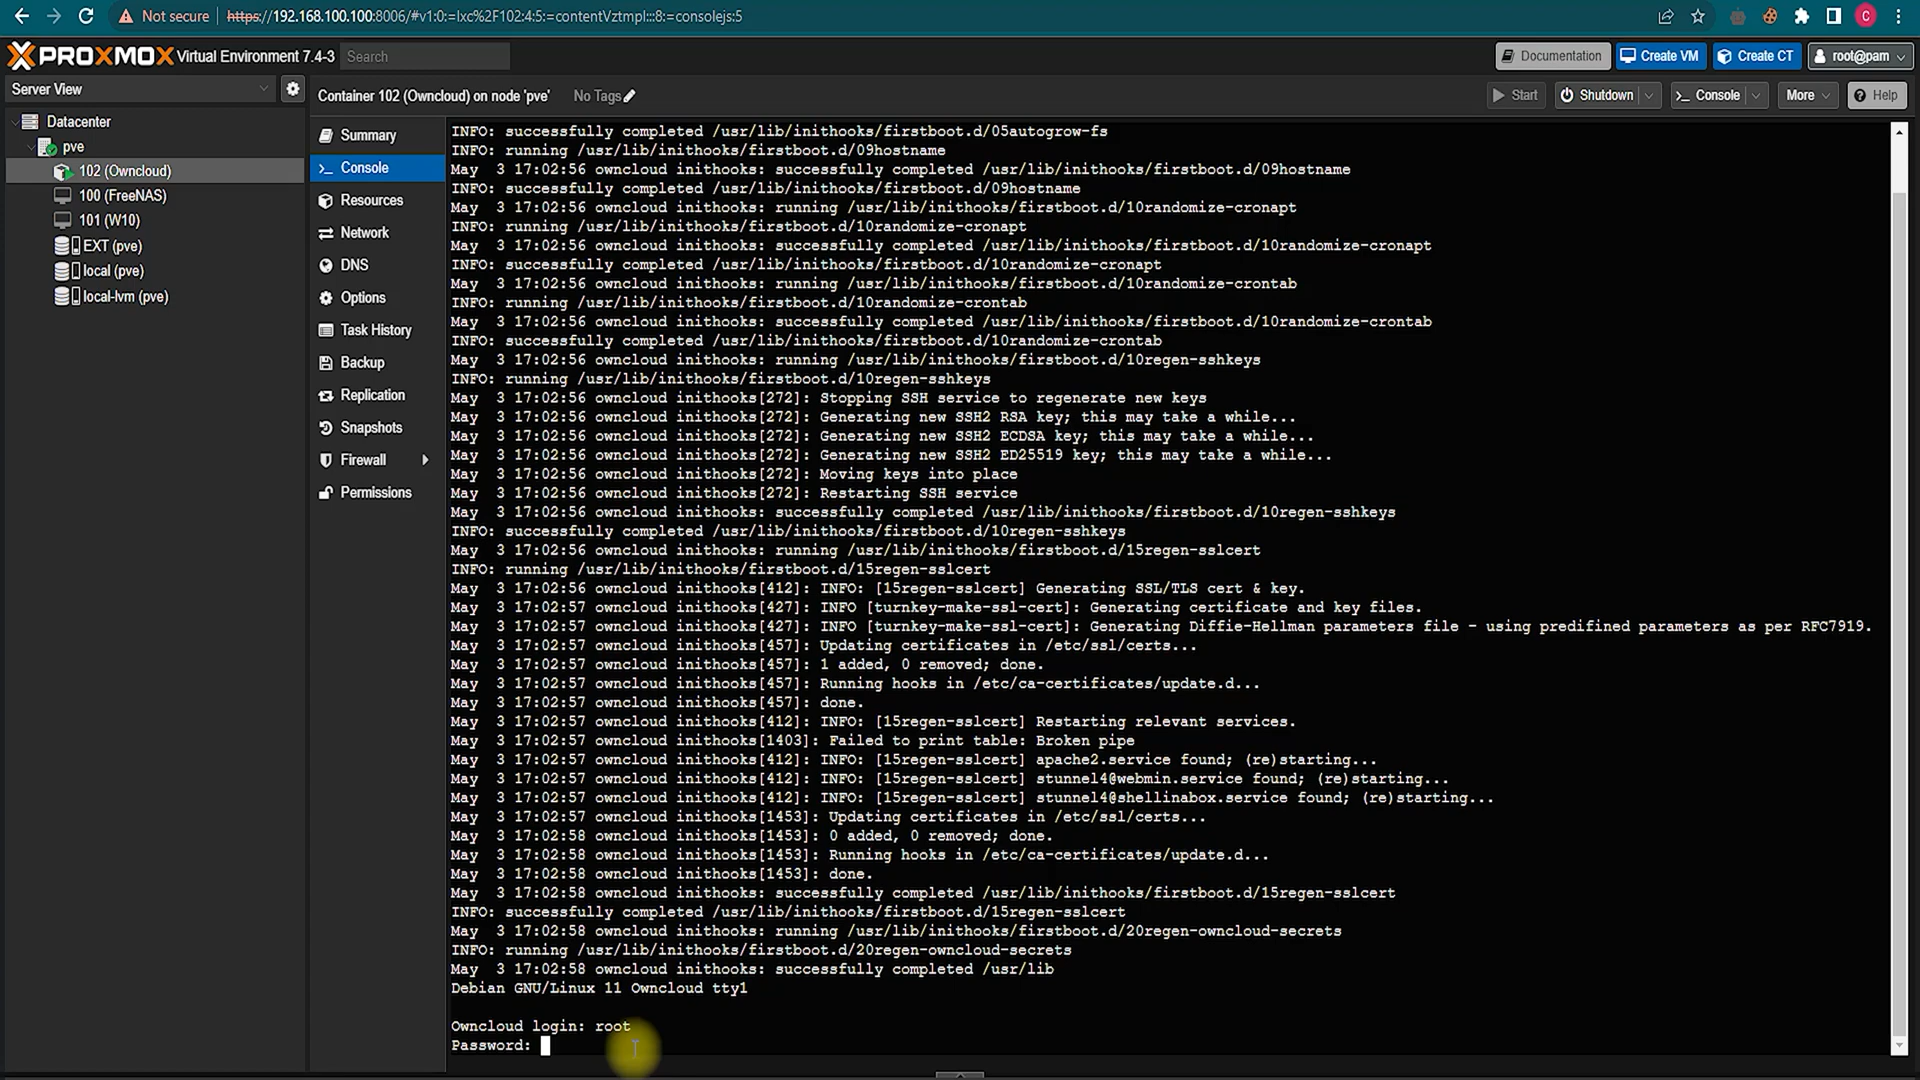 Not secure https://192.168.100.100:8006/#v1:0:=lxc%2F102:4:5:=contentVztmpl:::8:=consolejs:5
C
PROXMOX Virtual Environment 7.4-3 Search Documentation Create VM Create CT root@pam
Server View
Container 102 (Owncloud) on node 'pve' No Tags Start Shutdown Console More Help
Datacenter
pve
102 (Owncloud)
100 (FreeNAS)
101 (W10)
EXT (pve)
local (pve)
local-lvm (pve)
Summary
Console
Resources
Network
DNS
Options
Task History
Backup
Replication
Snapshots
Firewall
Permissions
INFO: successfully completed /usr/lib/inithooks/firstboot.d/05autogrow-fs
INFO: running /usr/lib/inithooks/firstboot.d/09hostname
May  3 17:02:56 owncloud inithooks: successfully completed /usr/lib/inithooks/firstboot.d/09hostname
INFO: successfully completed /usr/lib/inithooks/firstboot.d/09hostname
May  3 17:02:56 owncloud inithooks: running /usr/lib/inithooks/firstboot.d/10randomize-cronapt
INFO: running /usr/lib/inithooks/firstboot.d/10randomize-cronapt
May  3 17:02:56 owncloud inithooks: successfully completed /usr/lib/inithooks/firstboot.d/10randomize-cronapt
INFO: successfully completed /usr/lib/inithooks/firstboot.d/10randomize-cronapt
May  3 17:02:56 owncloud inithooks: running /usr/lib/inithooks/firstboot.d/10randomize-crontab
INFO: running /usr/lib/inithooks/firstboot.d/10randomize-crontab
May  3 17:02:56 owncloud inithooks: successfully completed /usr/lib/inithooks/firstboot.d/10randomize-crontab
INFO: successfully completed /usr/lib/inithooks/firstboot.d/10randomize-crontab
May  3 17:02:56 owncloud inithooks: running /usr/lib/inithooks/firstboot.d/10regen-sshkeys
INFO: running /usr/lib/inithooks/firstboot.d/10regen-sshkeys
May  3 17:02:56 owncloud inithooks[272]: Stopping SSH service to regenerate new keys
May  3 17:02:56 owncloud inithooks[272]: Generating new SSH2 RSA key; this may take a while...
May  3 17:02:56 owncloud inithooks[272]: Generating new SSH2 ECDSA key; this may take a while...
May  3 17:02:56 owncloud inithooks[272]: Generating new SSH2 ED25519 key; this may take a while...
May  3 17:02:56 owncloud inithooks[272]: Moving keys into place
May  3 17:02:56 owncloud inithooks[272]: Restarting SSH service
May  3 17:02:56 owncloud inithooks: successfully completed /usr/lib/inithooks/firstboot.d/10regen-sshkeys
INFO: successfully completed /usr/lib/inithooks/firstboot.d/10regen-sshkeys
May  3 17:02:56 owncloud inithooks: running /usr/lib/inithooks/firstboot.d/15regen-sslcert
INFO: running /usr/lib/inithooks/firstboot.d/15regen-sslcert
May  3 17:02:56 owncloud inithooks[412]: INFO: [15regen-sslcert] Generating SSL/TLS cert & key.
May  3 17:02:57 owncloud inithooks[427]: INFO [turnkey-make-ssl-cert]: Generating certificate and key files.
May  3 17:02:57 owncloud inithooks[427]: INFO [turnkey-make-ssl-cert]: Generating Diffie-Hellman parameters file - using predifined parameters as per RFC7919.
May  3 17:02:57 owncloud inithooks[457]: Updating certificates in /etc/ssl/certs...
May  3 17:02:57 owncloud inithooks[457]: 1 added, 0 removed; done.
May  3 17:02:57 owncloud inithooks[457]: Running hooks in /etc/ca-certificates/update.d...
May  3 17:02:57 owncloud inithooks[457]: done.
May  3 17:02:57 owncloud inithooks[412]: INFO: [15regen-sslcert] Restarting relevant services.
May  3 17:02:57 owncloud inithooks[1403]: Failed to print table: Broken pipe
May  3 17:02:57 owncloud inithooks[412]: INFO: [15regen-sslcert] apache2.service found; (re)starting...
May  3 17:02:57 owncloud inithooks[412]: INFO: [15regen-sslcert] stunnel4@webmin.service found; (re)starting...
May  3 17:02:57 owncloud inithooks[412]: INFO: [15regen-sslcert] stunnel4@shellinabox.service found; (re)starting...
May  3 17:02:57 owncloud inithooks[1453]: Updating certificates in /etc/ssl/certs...
May  3 17:02:58 owncloud inithooks[1453]: 0 added, 0 removed; done.
May  3 17:02:58 owncloud inithooks[1453]: Running hooks in /etc/ca-certificates/update.d...
May  3 17:02:58 owncloud inithooks[1453]: done.
May  3 17:02:58 owncloud inithooks: successfully completed /usr/lib/inithooks/firstboot.d/15regen-sslcert
INFO: successfully completed /usr/lib/inithooks/firstboot.d/15regen-sslcert
May  3 17:02:58 owncloud inithooks: running /usr/lib/inithooks/firstboot.d/20regen-owncloud-secrets
INFO: running /usr/lib/inithooks/firstboot.d/20regen-owncloud-secrets
May  3 17:02:58 owncloud inithooks: successfully completed /usr/lib
Debian GNU/Linux 11 Owncloud tty1
Owncloud login: root
Password: